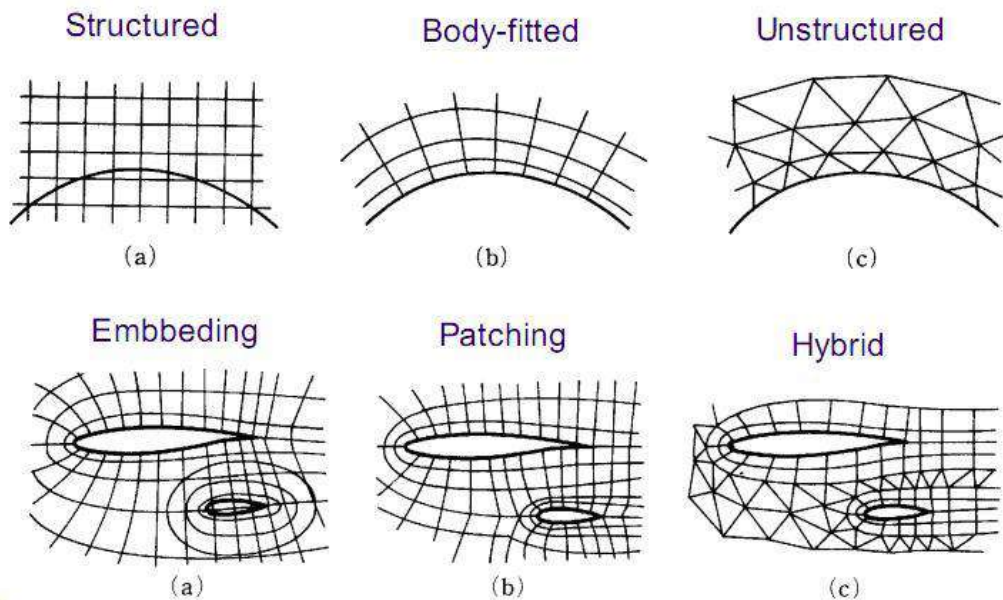 Structured Body-fitted Unstructured
(a) (b) (c)
Embbeding Patching Hybrid
(a) (b) (c)